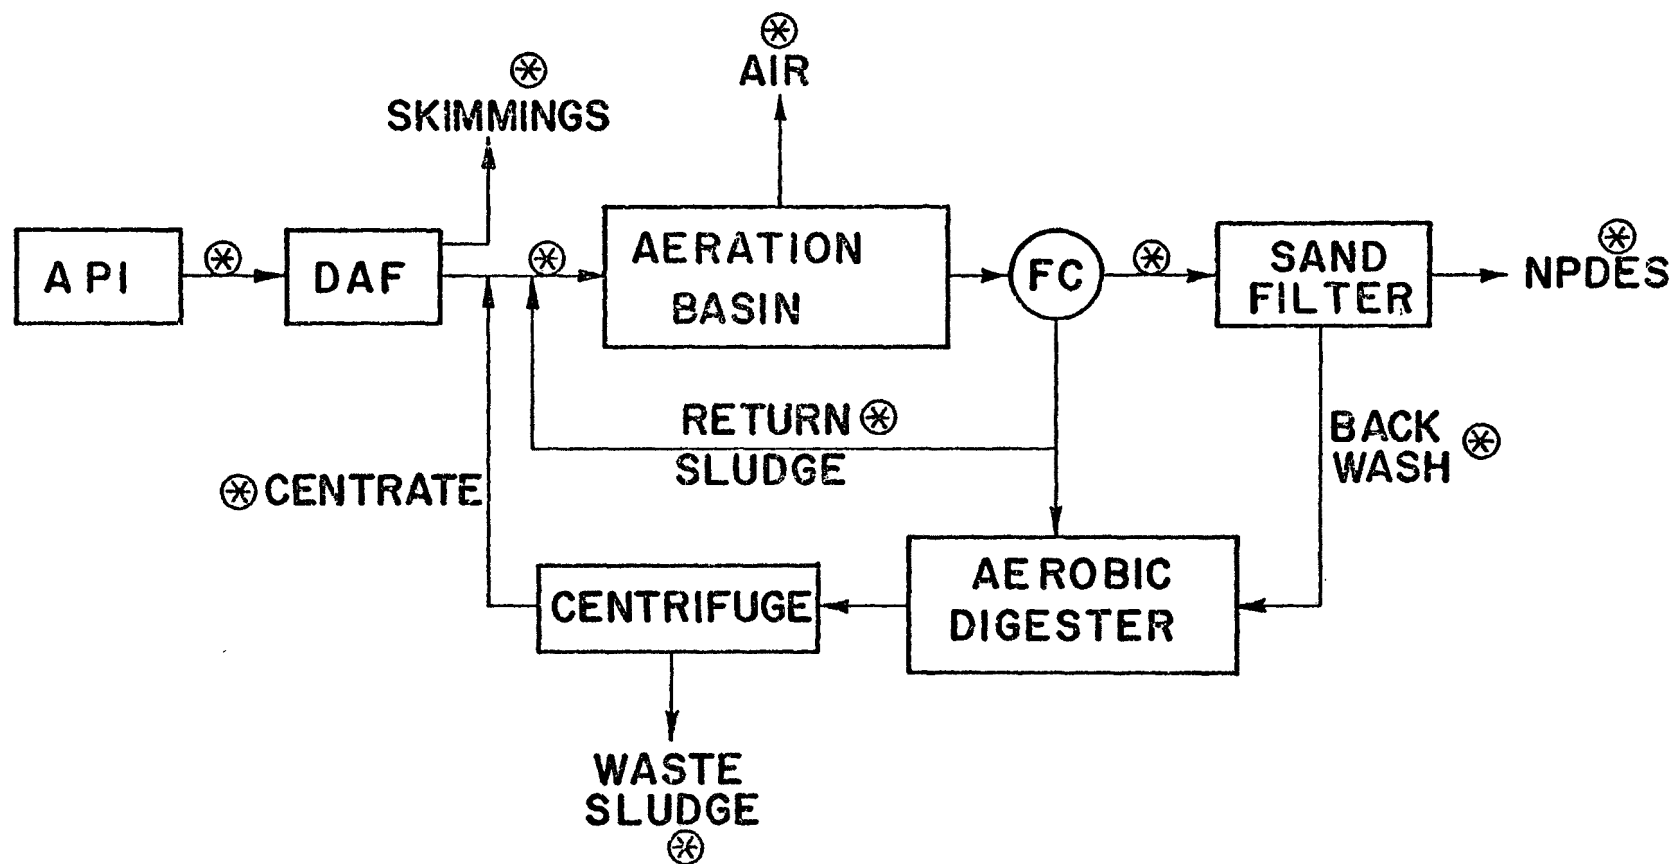 AIR
SKIMMINGS
API
DAF
AERATION
BASIN
FC
SAND
FILTER
NPDES
RETURN
SLUDGE
BACK
WASH
CENTRATE
CENTRIFUGE
AEROBIC
DIGESTER
WASTE
SLUDGE